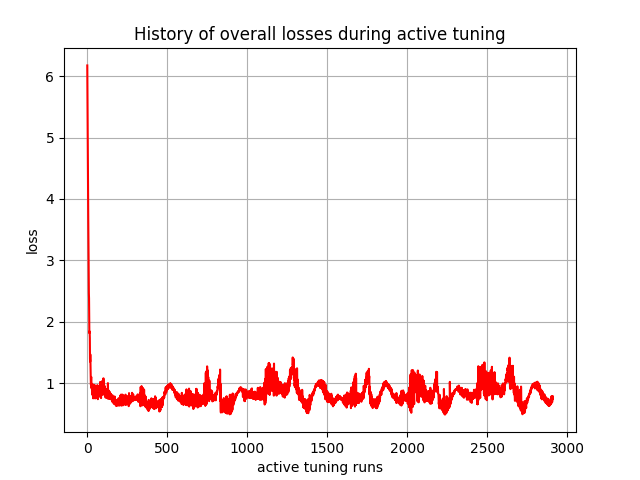 History of overall losses during active tuning
6
5
4
3
2
1
loss
0 500 1000 1500 2000 2500 3000
active tuning runs